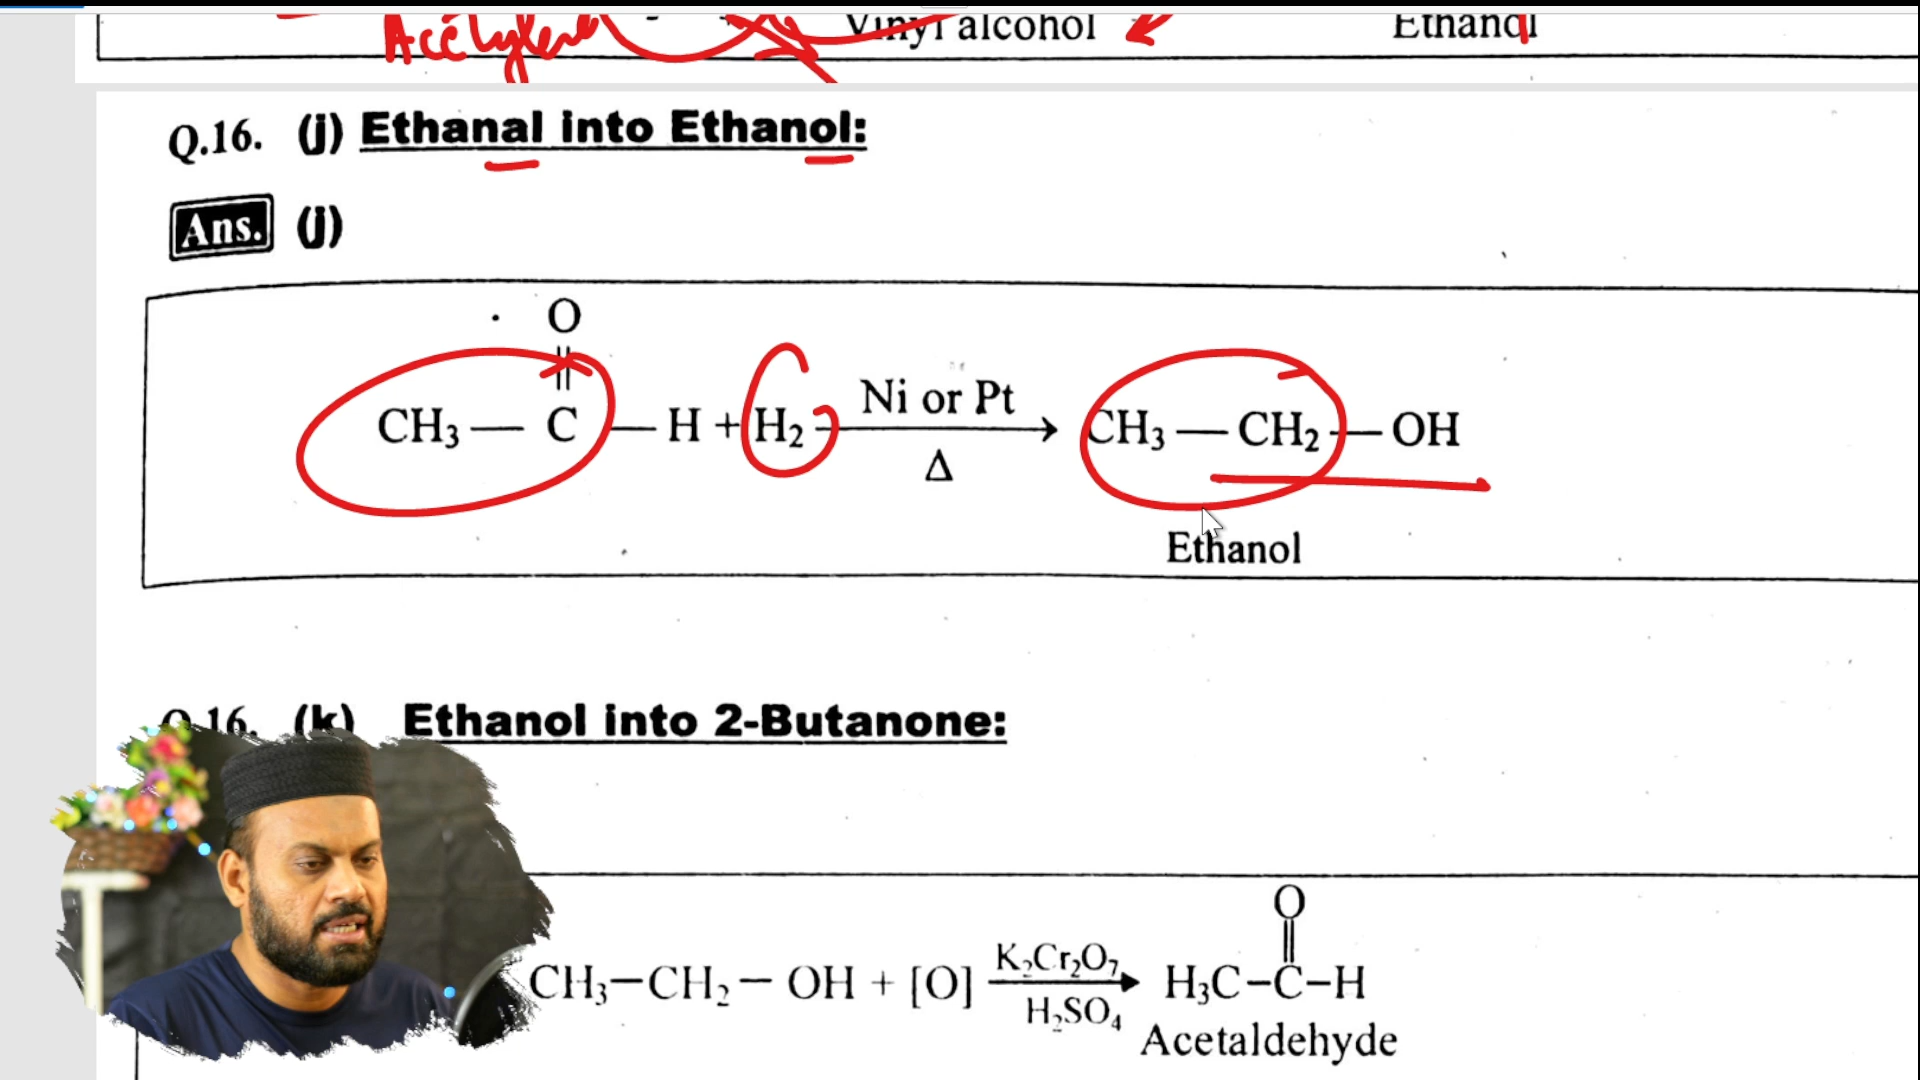 Acetylene Vinyl alcohol Ethanol
Q.16. (j) Ethanal into Ethanol:
Ans. (j)
O
CH₃ — C — H + H₂ Ni or Pt Δ → CH₃ — CH₂ — OH
Ethanol
Q.16. (k) Ethanol into 2-Butanone:
O
CH₃–CH₂– OH + [O] K₂Cr₂O₇ H₂SO₄ → H₃C–C–H
Acetaldehyde